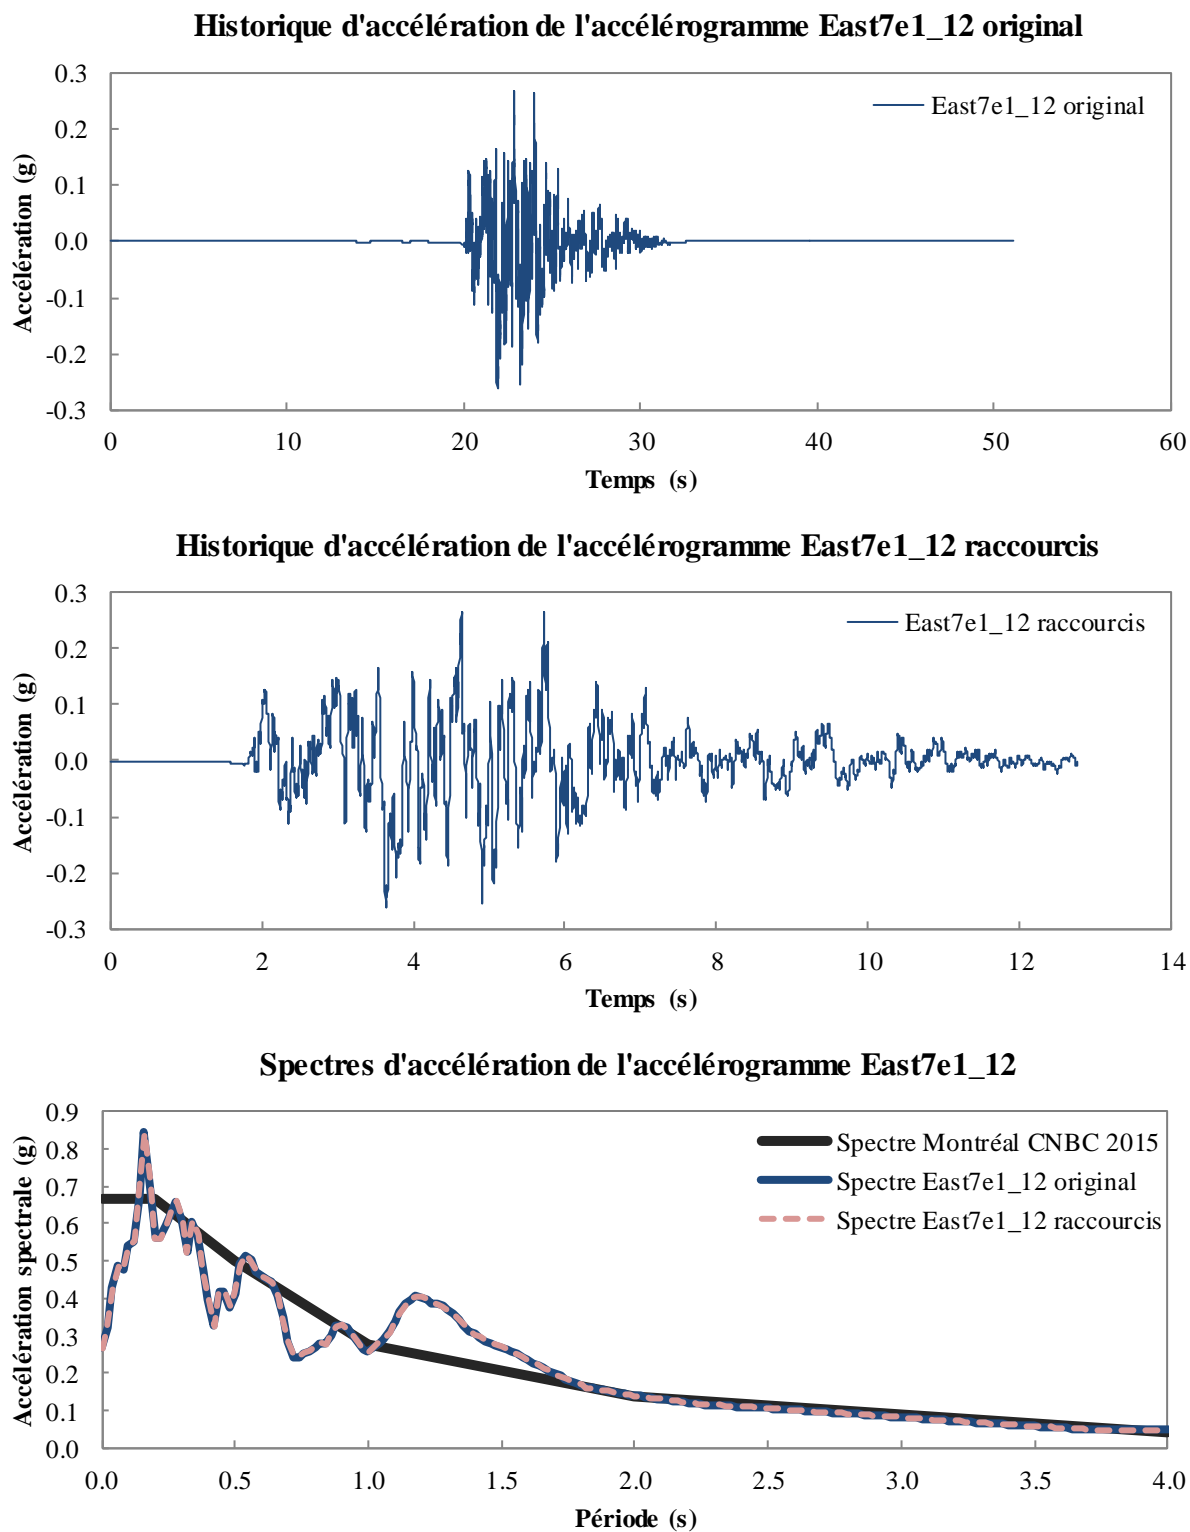 Historique d'accélération de l'accélérogramme East7e1_12 original
0.3
0.2
0.1
0.0
-0.1
-0.2
-0.3
Accélération (g)
East7e1_12 original
0 10 20 30 40 50 60
Temps (s)
Historique d'accélération de l'accélérogramme East7e1_12 raccourcis
0.3
0.2
0.1
0.0
-0.1
-0.2
-0.3
Accélération (g)
East7e1_12 raccourcis
0 2 4 6 8 10 12 14
Temps (s)
Spectres d'accélération de l'accélérogramme East7e1_12
0.9
0.8
0.7
0.6
0.5
0.4
0.3
0.2
0.1
0.0
Accélération spectrale (g)
Spectre Montréal CNBC 2015
Spectre East7e1_12 original
Spectre East7e1_12 raccourcis
0.0 0.5 1.0 1.5 2.0 2.5 3.0 3.5 4.0
Période (s)